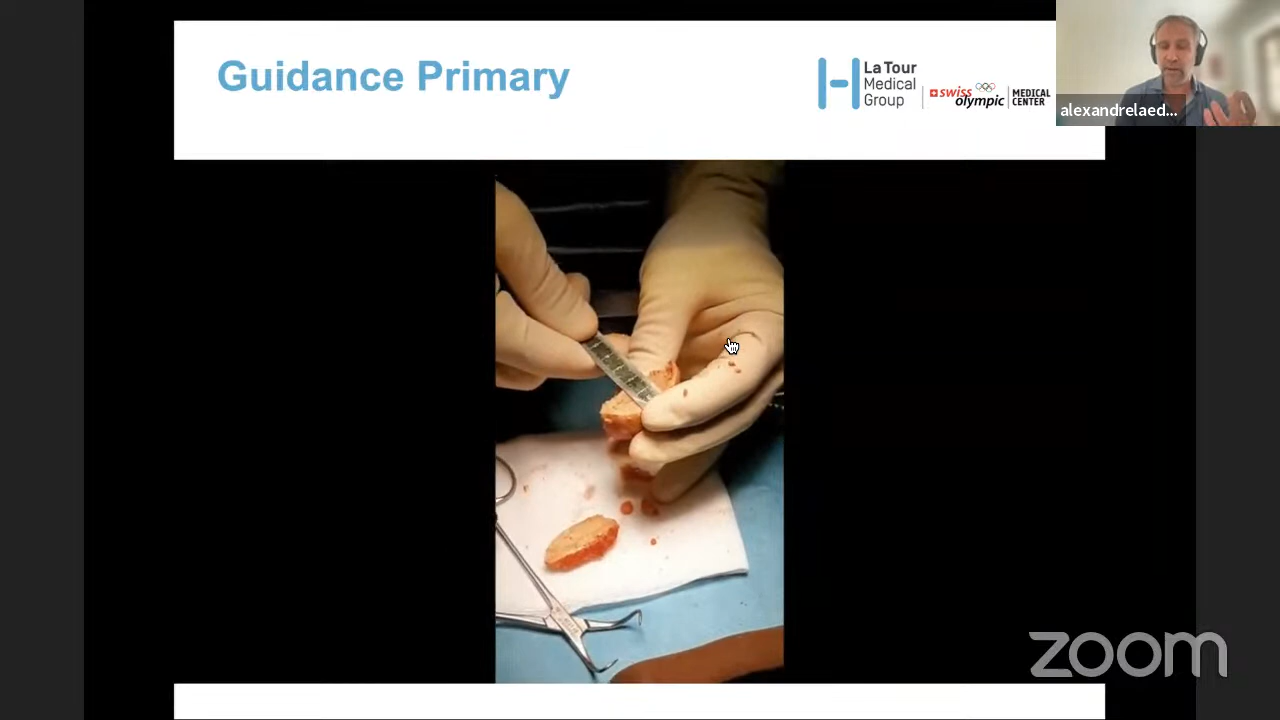 Guidance Primary
La Tour
Medical
Group
swiss
olympic
MEDICAL
CENTER
alexandrelaed...
zoom